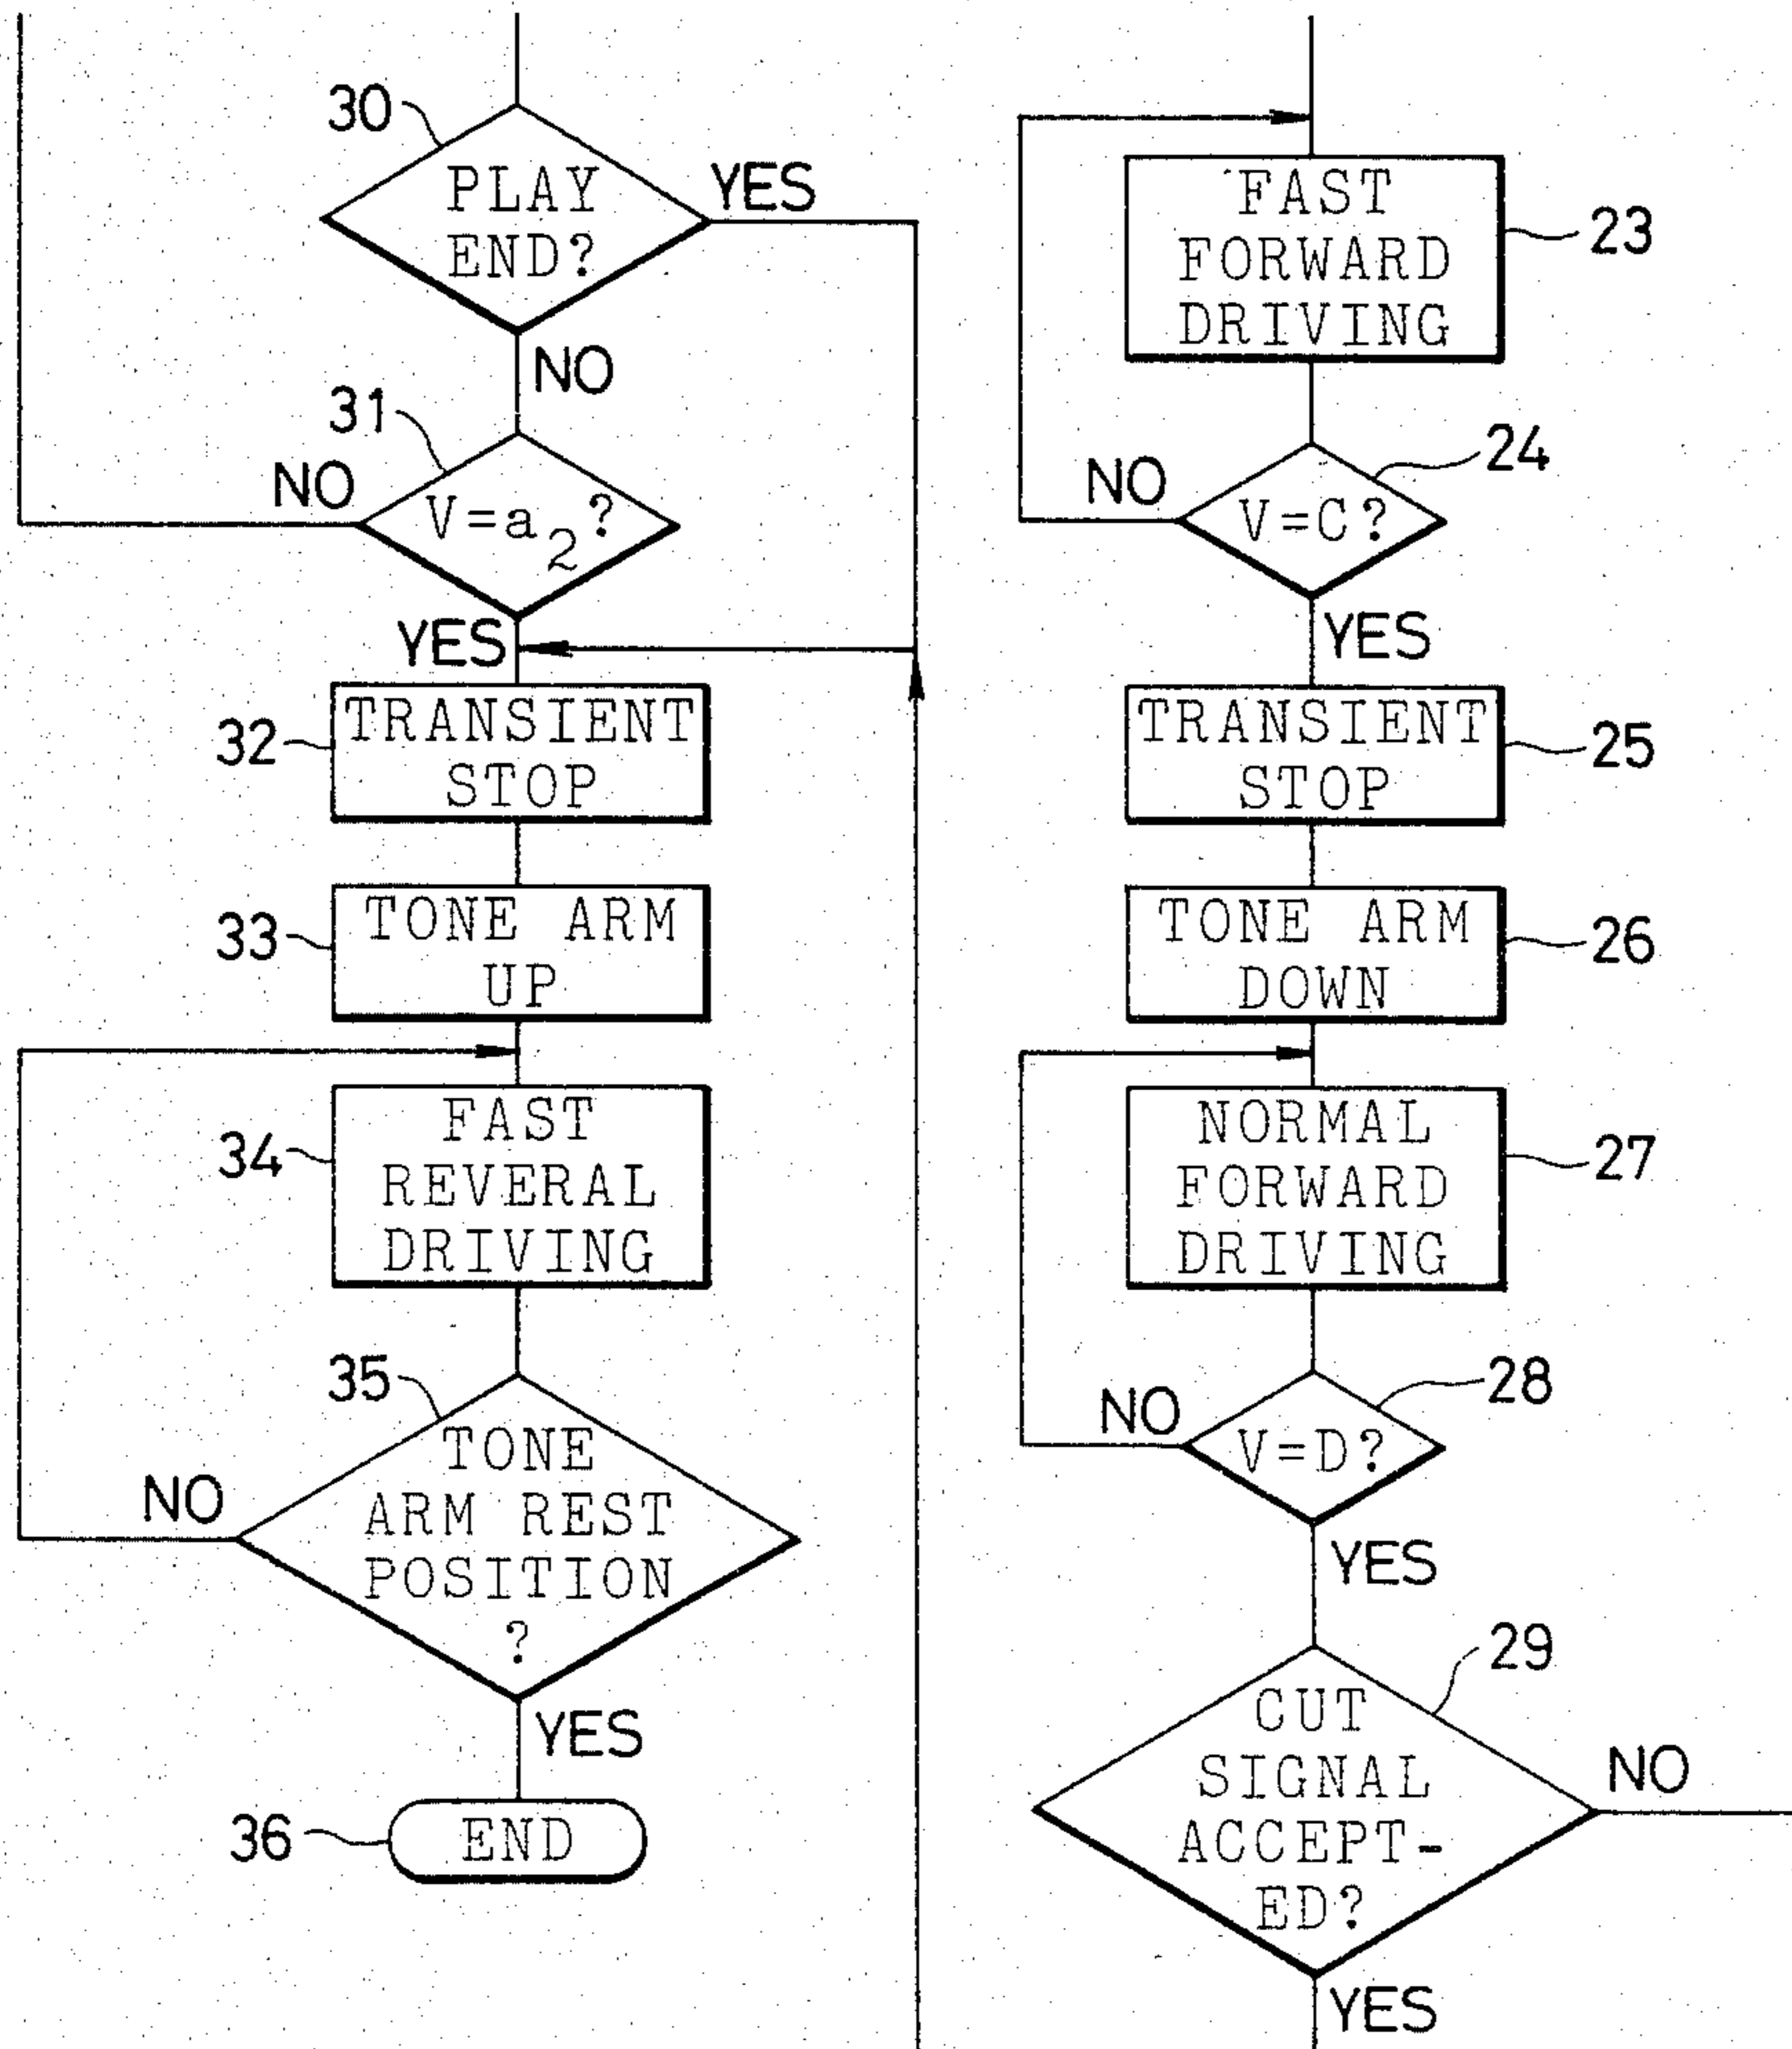 30
PLAY
END?
YES
NO
31
NO
V=a2?
YES
32
TRANSIENT
STOP
33
TONE ARM
UP
34
FAST
REVERAL
DRIVING
35
TONE
ARM REST
POSITION
?
NO
YES
36
END
FAST
FORWARD
DRIVING
23
24
NO
V=C?
YES
TRANSIENT
STOP
25
TONE ARM
DOWN
26
NORMAL
FORWARD
DRIVING
27
28
NO
V=D?
YES
29
CUT
SIGNAL
ACCEPT-
ED?
NO
YES